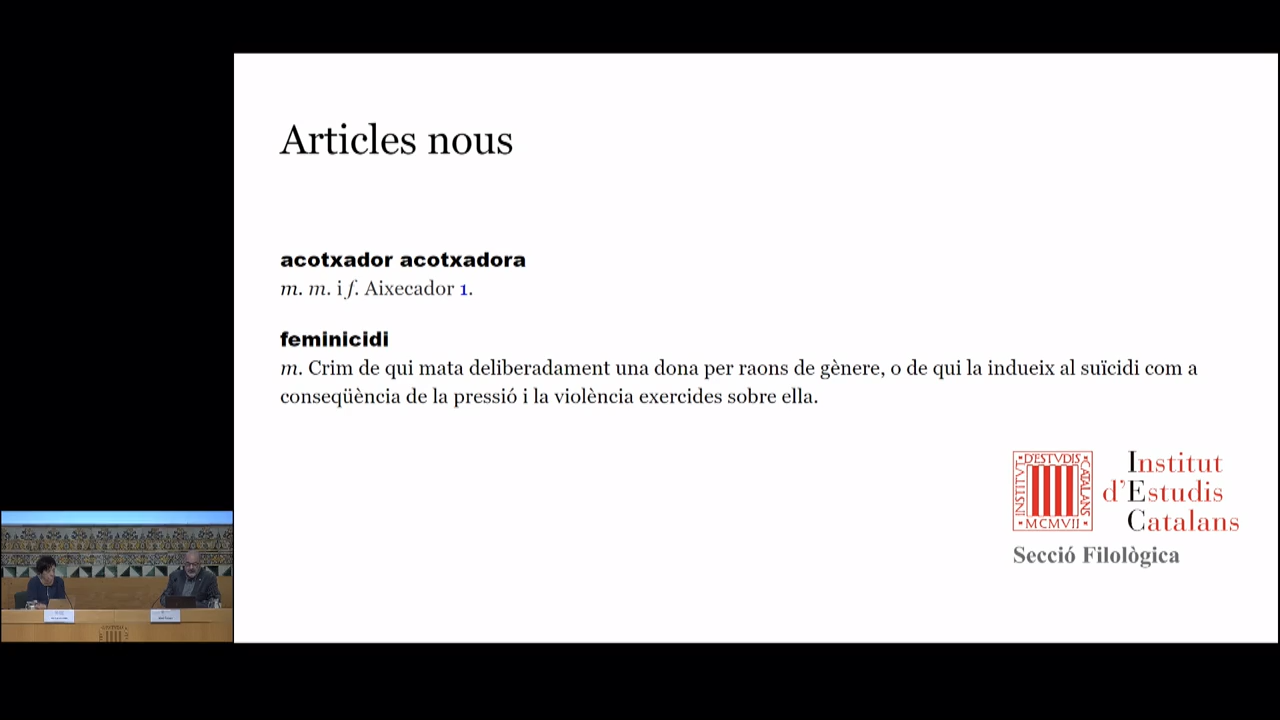 Articles nous
acotxador acotxadora
m. m. i f. Aixecador 1.
feminicidi
m. Crim de qui mata deliberadament una dona per raons de gènere, o de qui la indueix al suïcidi com a
conseqüència de la pressió i la violència exercides sobre ella.
INSTITVT D'ESTVDIS CATALANS
MCMVII
Institut
d'Estudis
Catalans
Secció Filològica